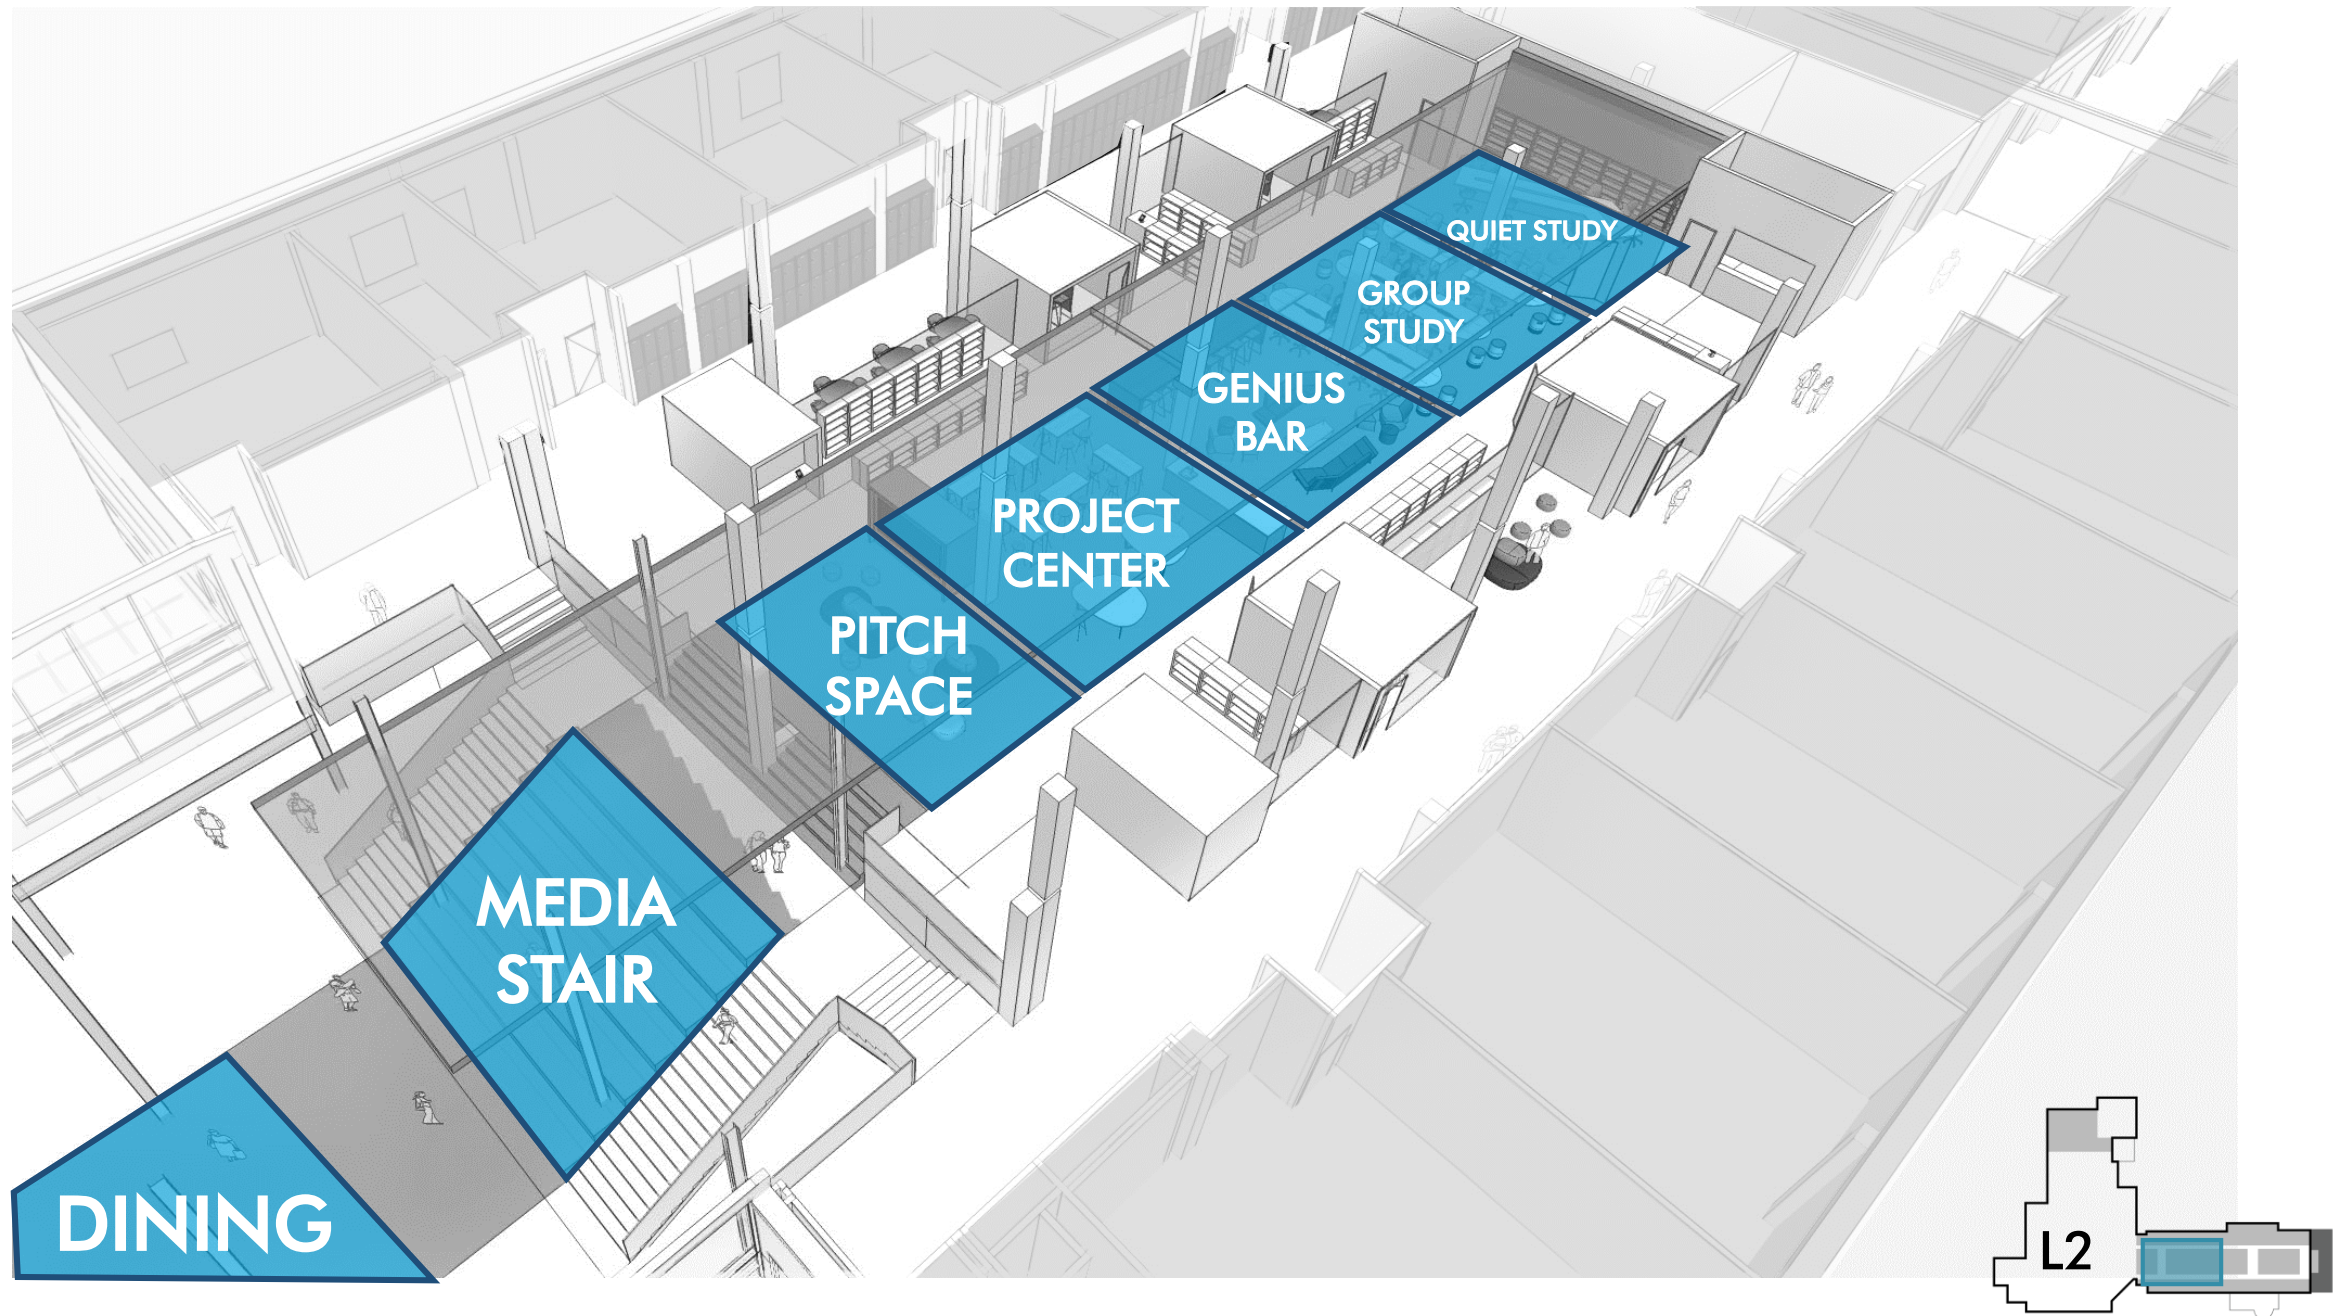 QUIET STUDY
GROUP
STUDY
GENIUS
BAR
PROJECT
CENTER
PITCH
SPACE
MEDIA
STAIR
DINING
L2